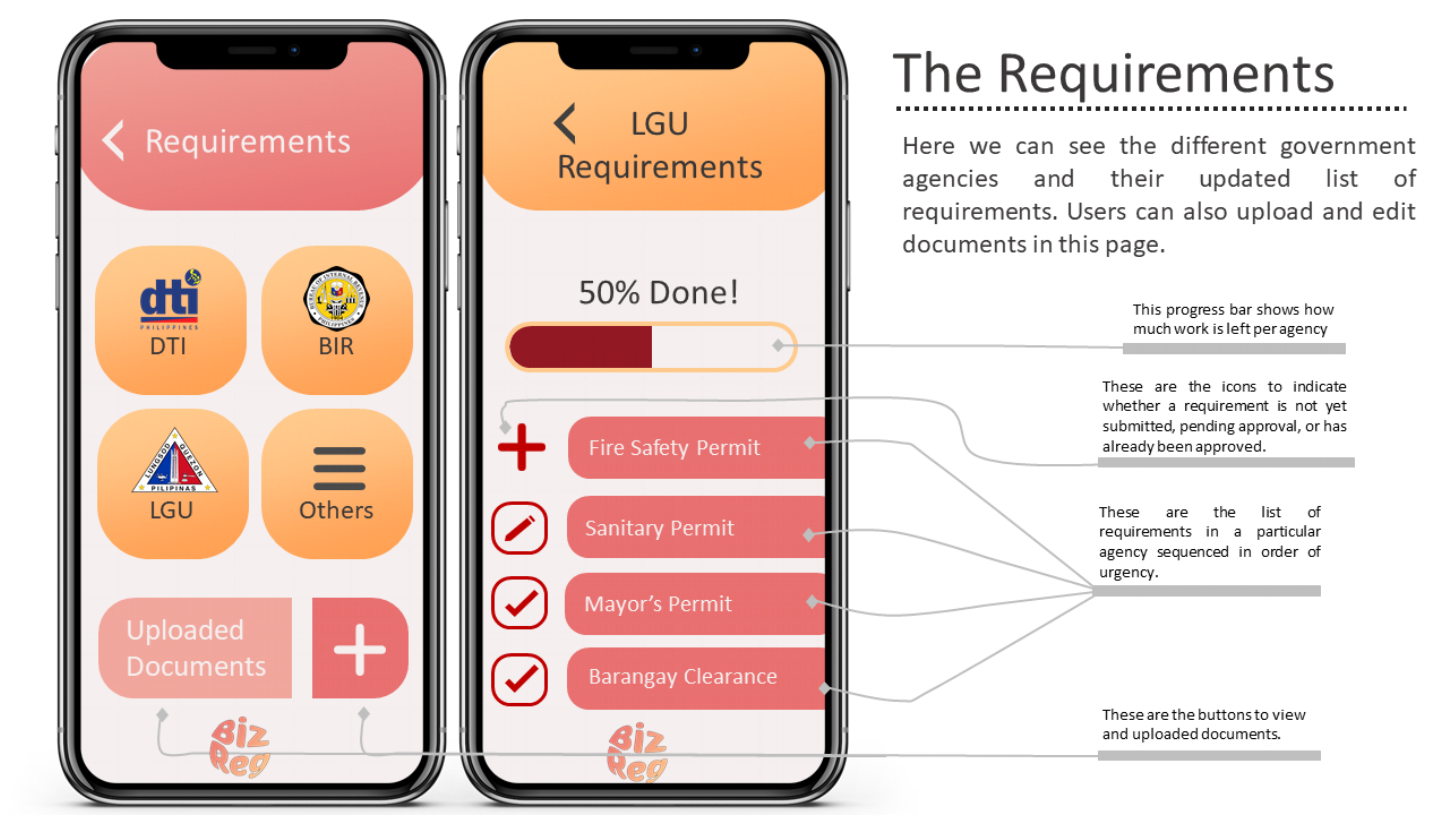 Requirements
dti
PHILIPPINES
DTI
BUREAU OF INTERNAL REVENUE
PHILIPPINES
BIR
LUNGSOD QUEZON
PILIPINAS
LGU
Others
Uploaded
Documents
Biz
Reg
LGU
Requirements
50% Done!
Fire Safety Permit
Sanitary Permit
Mayor's Permit
Barangay Clearance
Biz
Reg
The Requirements
Here we can see the different government
agencies and their updated list of
requirements. Users can also upload and edit
documents in this page.
This progress bar shows how
much work is left per agency
These are the icons to indicate
whether a requirement is not yet
submitted, pending approval, or has
already been approved.
These are the list of
requirements in a particular
agency sequenced in order of
urgency.
These are the buttons to view
and uploaded documents.